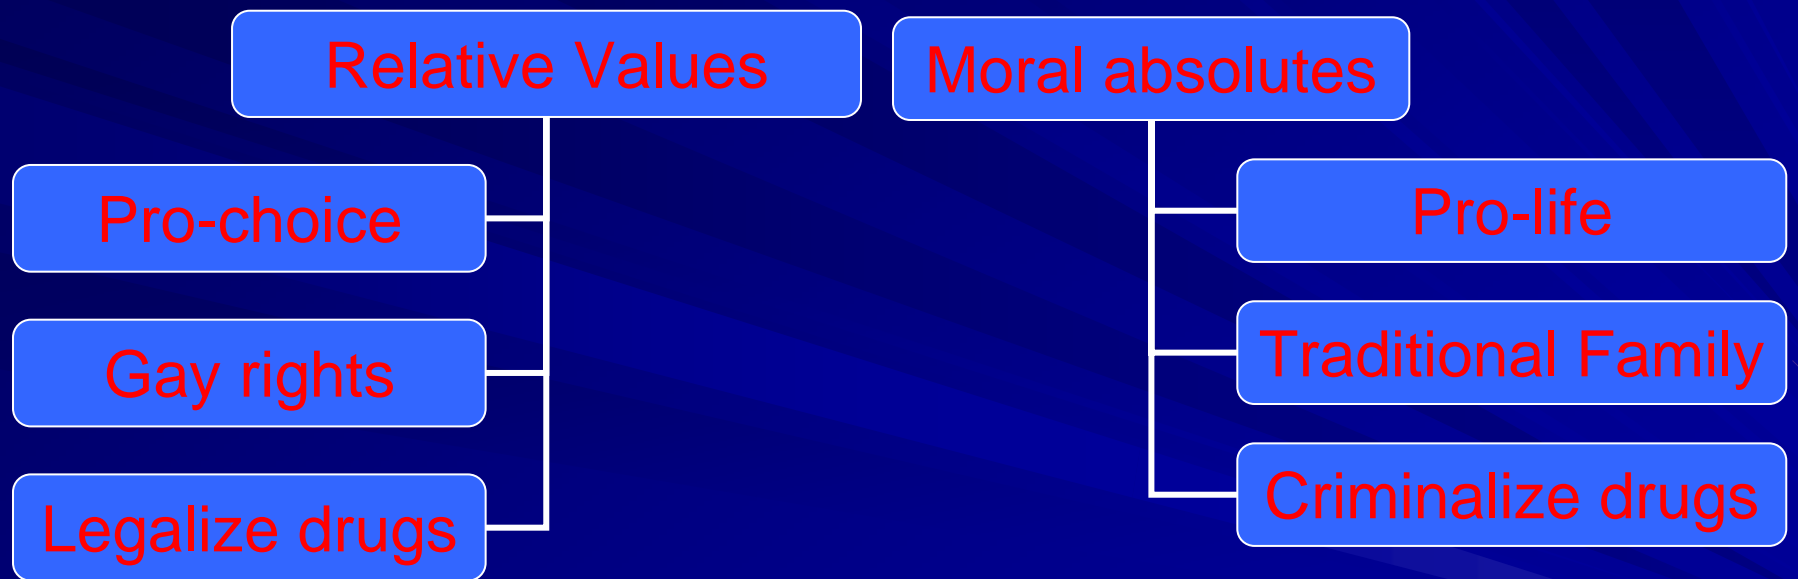 Relative Values
Pro-choice
Gay rights
Legalize drugs
Moral absolutes
Pro-life
Traditional Family
Criminalize drugs